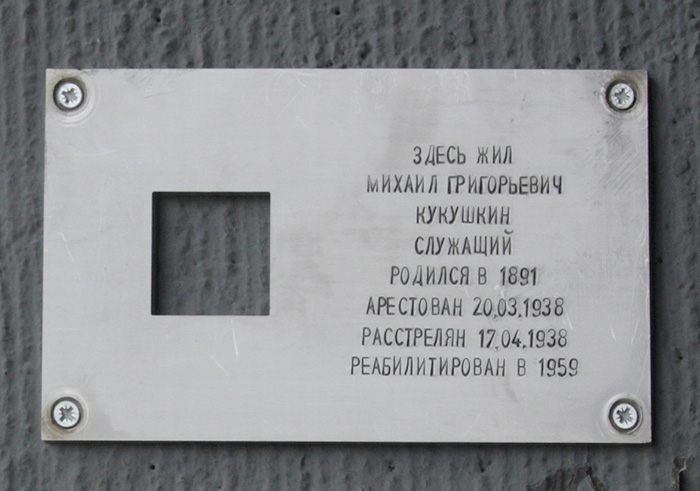 ЗДЕСЬ ЖИЛ
МИХАИЛ ГРИГОРЬЕВИЧ
КУКУШКИН
СЛУЖАЩИЙ
РОДИЛСЯ В 1891
АРЕСТОВАН 20.03.1938
РАССТРЕЛЯН 17.04.1938
РЕАБИЛИТИРОВАН В 1959